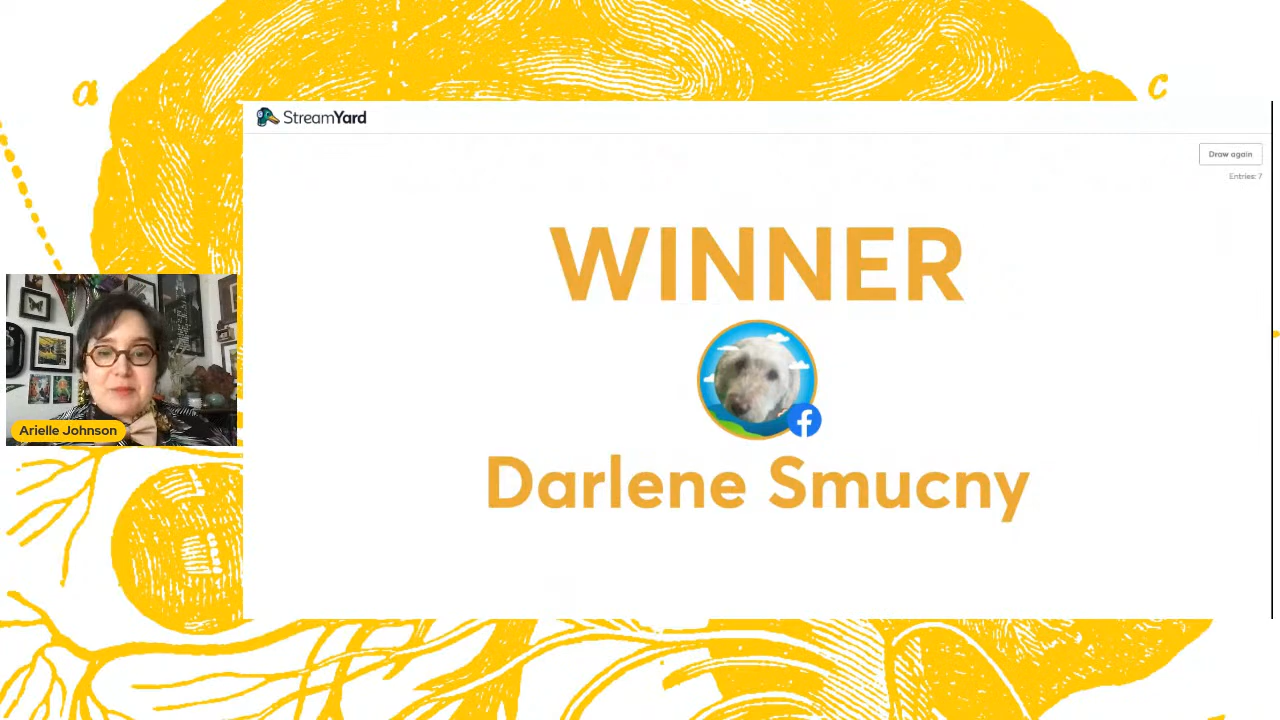 a
c
StreamYard
Draw again
Entries: 7
WINNER
Darlene Smucny
Arielle Johnson